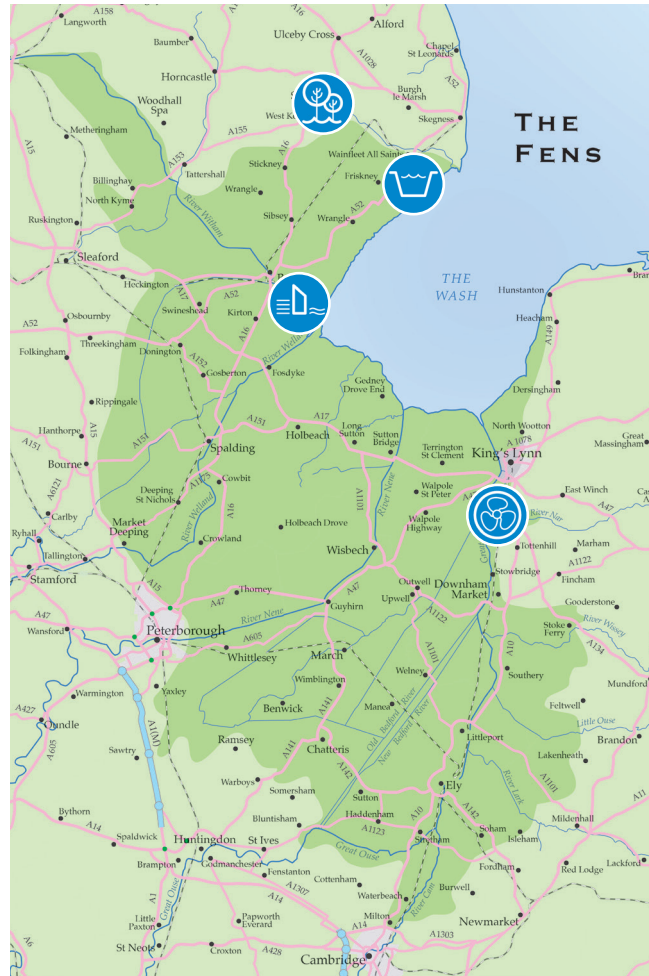 A158
Langworth
Alford
Ulceby Cross
Baumber
Chapel
St Leonards
A1028
A52
Horncastle
Burgh
le Marsh
Woodhall
Spa
Skegness
Metheringham
A155
A16
A15
A153
Wainfleet All Saints
Tattershall
Stickney
Friskney
Billinghay
Wrangle
North Kyme
River Witham
A52
Ruskington
Sibsey
Wrangle
THE
FENS
Sleaford
THE
WASH
Heckington
A17
A52
Hunstanton
Swineshead
Kirton
A16
Heacham
A149
A52
Osbournby
Threekingham
Donington
Folkingham
A152
Gosberton
Fosdyke
Gedney
Drove End
Dersingham
Rippingale
A151
A17
Hanthorpe
A15
A151
Holbeach
Long
Sutton
Sutton
Bridge
North Wootton
A1078
Great
Massingham
A151
Spalding
Terrington
St Clement
King's Lynn
Bourne
A1175
Cowbit
A6121
Deeping
St Nichols
River Welland
A16
A1101
River Nene
Walpole
St Peter
East Winch
A47
Carlby
Walpole
Highway
River Nar
Ryhall
Market
Deeping
Holbeach Drove
Tallington
Crowland
Wisbech
Tottenhill
Marham
A1122
Stamford
A15
Outwell
Stowbridge
Fincham
Thorney
A47
A47
Upwell
Downham
Market
Gooderstone
A47
Guyhirn
A1122
Wansford
River Nene
Stoke
Ferry
River Wissey
Peterborough
A605
A1101
A10
A134
Whittlesey
March
Welney
Southery
Mundford
Yaxley
Wimblington
Warmington
A141
Manea
Feltwell
A427
Benwick
Old Bedford River
New Bedford River
Little Ouse
Oundle
A1(M)
Ramsey
Littleport
Brandon
A605
Sawtry
A141
Chatteris
Lakenheath
Warboys
A142
River Lark
A1101
Somersham
Sutton
Ely
A11
Bythorn
Bluntisham
Haddenham
A10
A142
Mildenhall
A14
Spaldwick
Huntingdon
St Ives
A1123
Soham
Isleham
Great Ouse
Brampton
Godmanchester
Fenstanton
Fordham
Red Lodge
Lackford
A1
Great Ouse
A1307
Cottenham
Burwell
A14
Waterbeach
River Cam
Little
Paxton
Papworth
Everard
Milton
Newmarket
A6
St Neots
A14
A1303
Croxton
A428
Cambridge